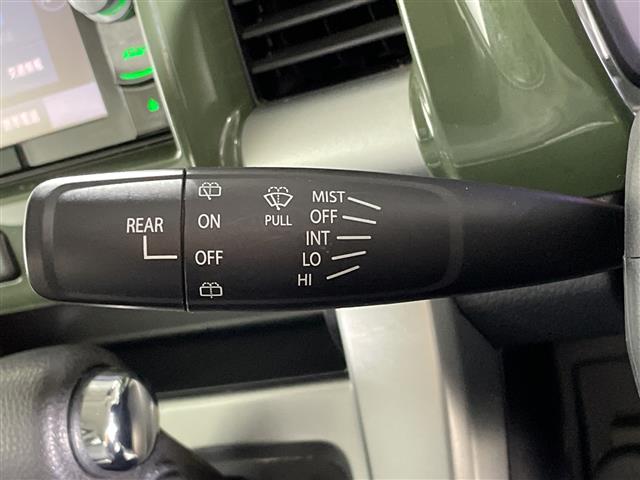 REAR
ON
OFF
PULL
MIST
OFF
INT
LO
HI